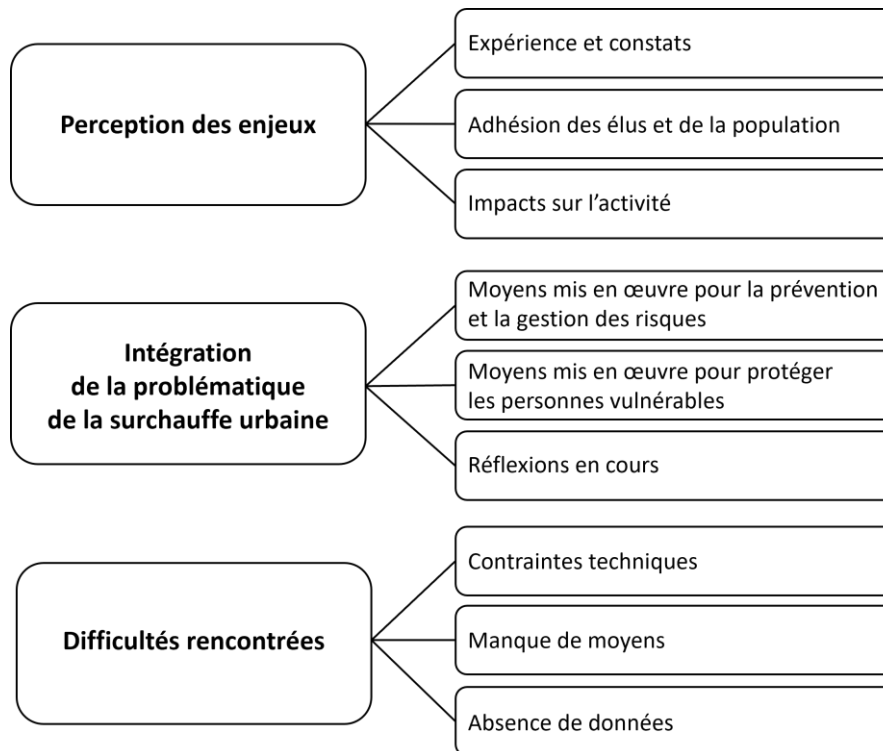 Perception des enjeux
Expérience et constats
Adhésion des élus et de la population
Impacts sur l’activité
Intégration
de la problématique
de la surchauffe urbaine
Moyens mis en œuvre pour la prévention
et la gestion des risques
Moyens mis en œuvre pour protéger
les personnes vulnérables
Réflexions en cours
Difficultés rencontrées
Contraintes techniques
Manque de moyens
Absence de données